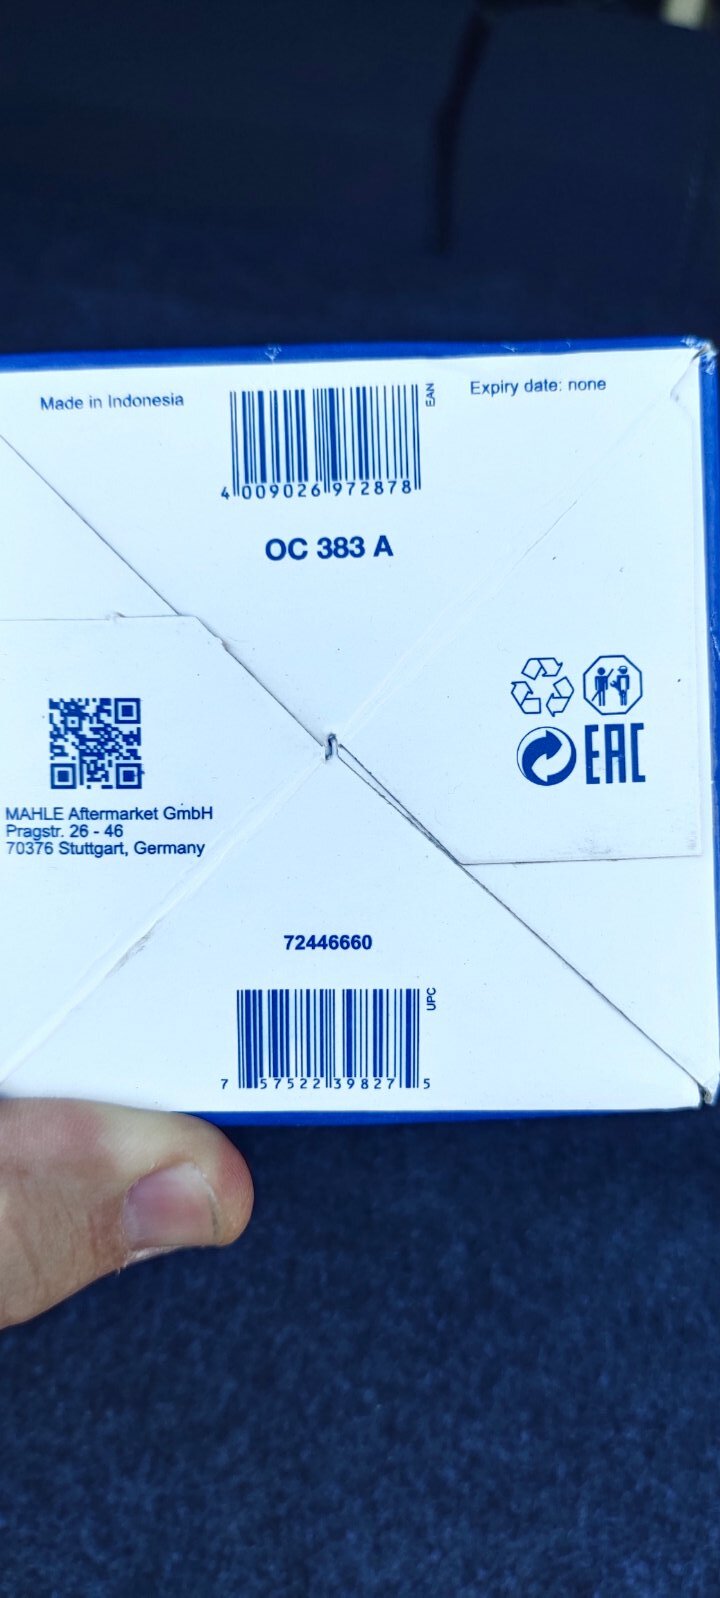 Made in Indonesia
EAN
Expiry date: none
4 009026 972878
OC 383 A
EAC
MAHLE Aftermarket GmbH
Pragstr. 26 - 46
70376 Stuttgart, Germany
72446660
UPC
7 57522 39827 5